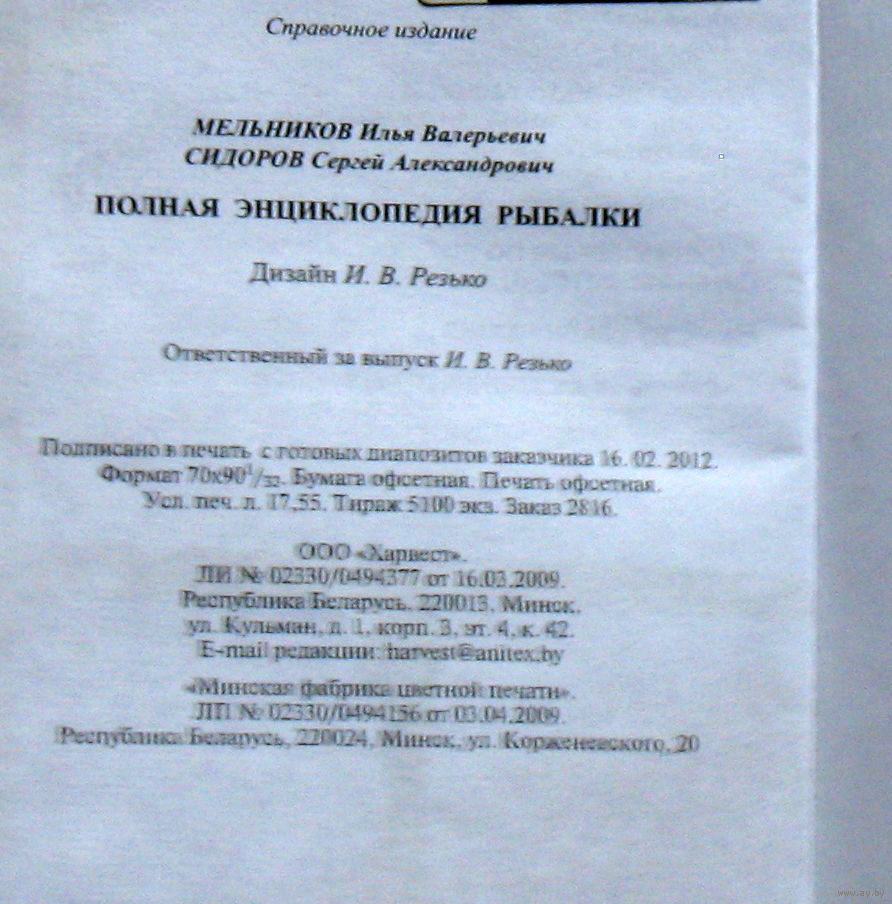 Справочное издание
МЕЛЬНИКОВ Илья Валерьевич
СИДОРОВ Сергей Александрович
ПОЛНАЯ ЭНЦИКЛОПЕДИЯ РЫБАЛКИ
Дизайн И. В. Резько
Ответственный за выпуск И. В. Резько
Подписано в печать с готовых диапозитов заказчика 16. 02. 2012.
Формат 70х90¹/₃₂. Бумага офсетная. Печать офсетная.
Усл. печ. л. 17,55. Тираж 5100 экз. Заказ 2816.
ООО «Харвест».
ЛИ № 02330/0494377 от 16.03.2009.
Республика Беларусь, 220013, Минск,
ул. Кульман, д. 1, корп. 3, эт. 4, к. 42.
E-mail редакции: harvest@anitex.by
«Минская фабрика цветной печати».
ЛП № 02330/0494156 от 03.04.2009.
Республика Беларусь, 220024, Минск, ул. Корженевского, 20
www.ay.by